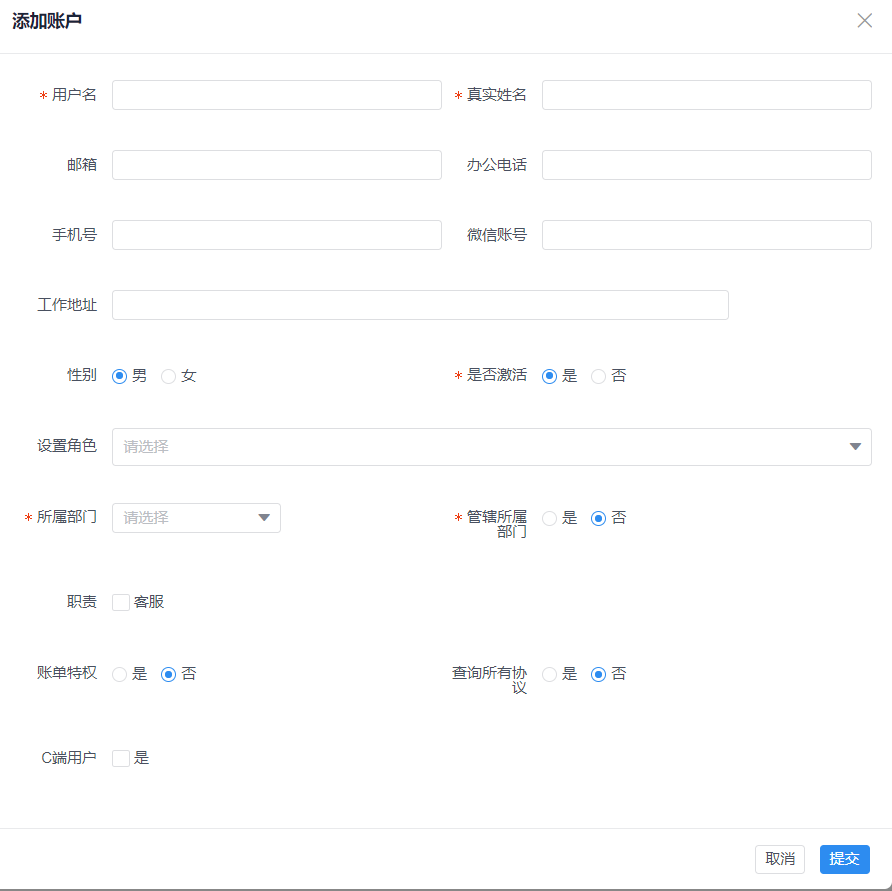 添加账户
* 用户名
* 真实姓名
邮箱
办公电话
手机号
微信账号
工作地址
性别 男 女
* 是否激活 是 否
设置角色 请选择
* 所属部门 请选择
* 管辖所属
部门
是 否
职责 客服
账单特权 是 否
查询所有协
议
是 否
C端用户 是
取消 提交